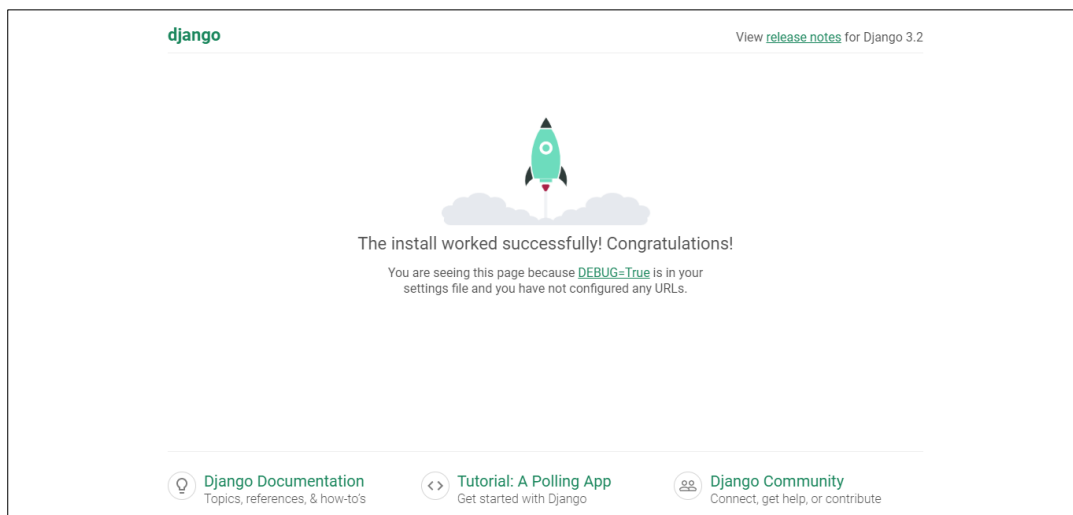 django
View release notes for Django 3.2
The install worked successfully! Congratulations!
You are seeing this page because DEBUG=True is in your
settings file and you have not configured any URLs.
Django Documentation
Topics, references, & how-to's
Tutorial: A Polling App
Get started with Django
Django Community
Connect, get help, or contribute